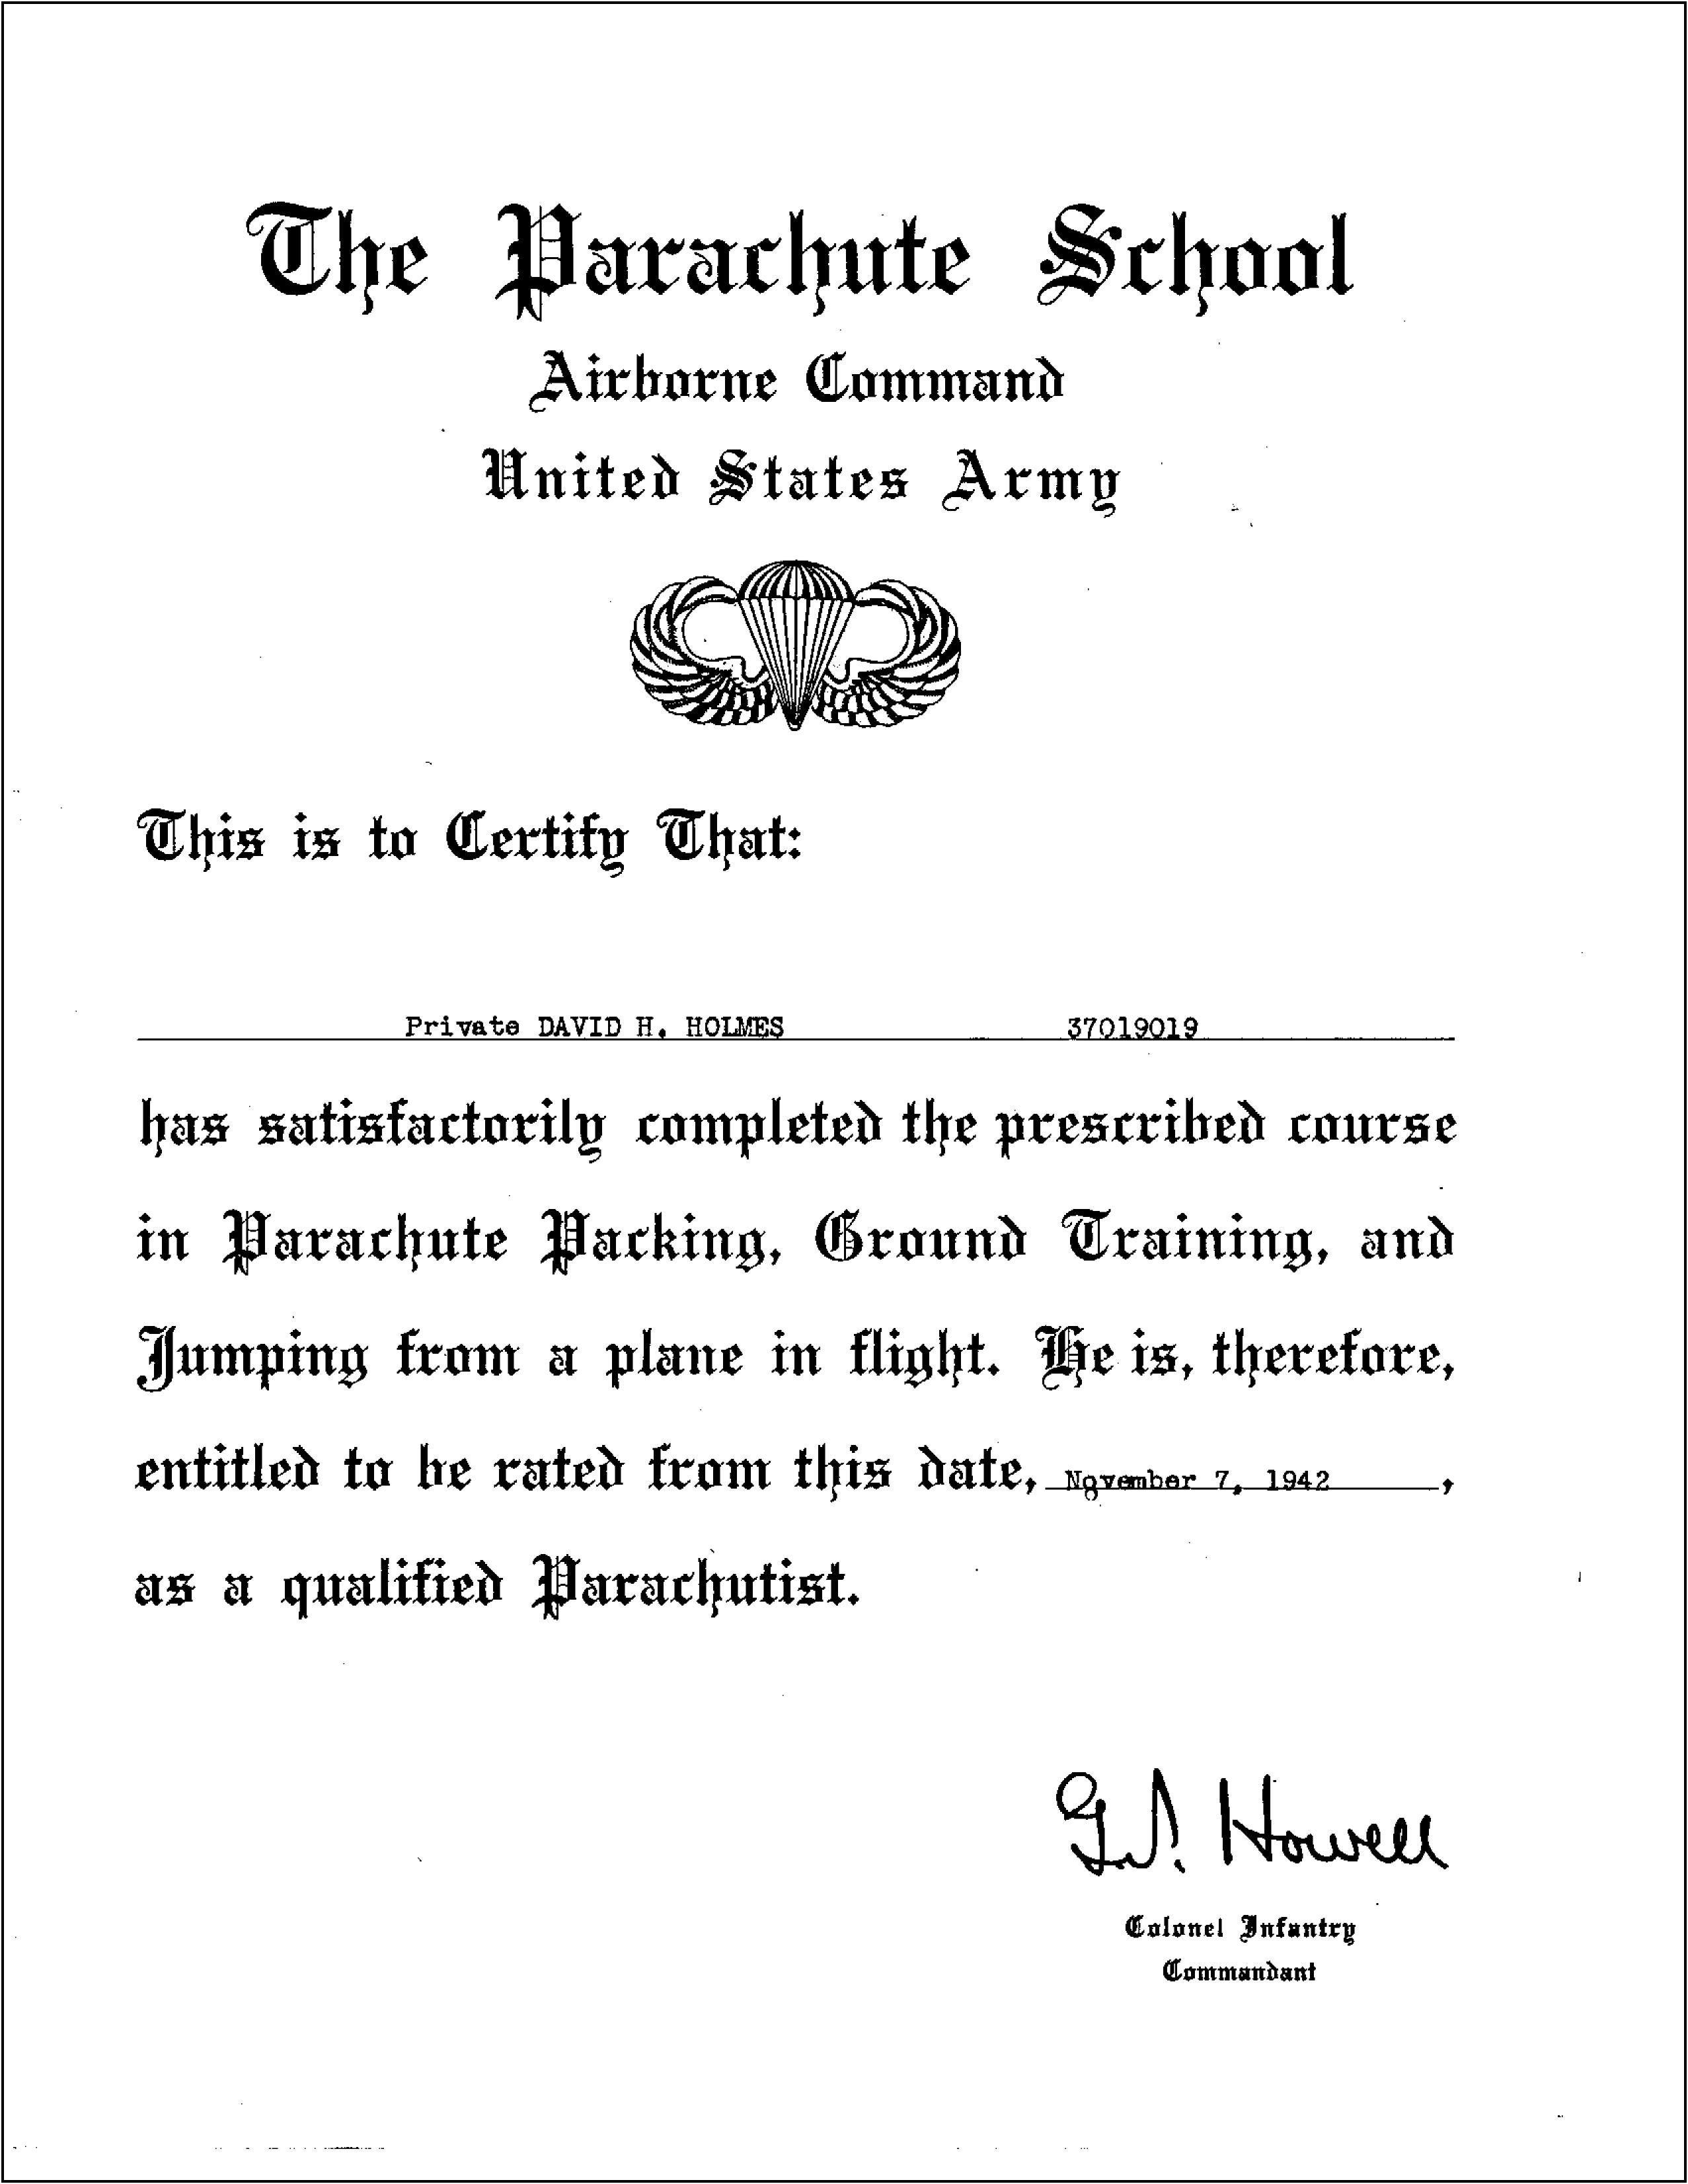 The Parachute School
Airborne Command
United States Army
This is to Certify That:
Private DAVID H. HOLMES 37019019
has satisfactorily completed the prescribed course
in Parachute Packing, Ground Training, and
Jumping from a plane in flight. He is, therefore,
entitled to be rated from this date, November 7, 1942,
as a qualified Parachutist.
G.P. Howell
Colonel Infantry
Commandant